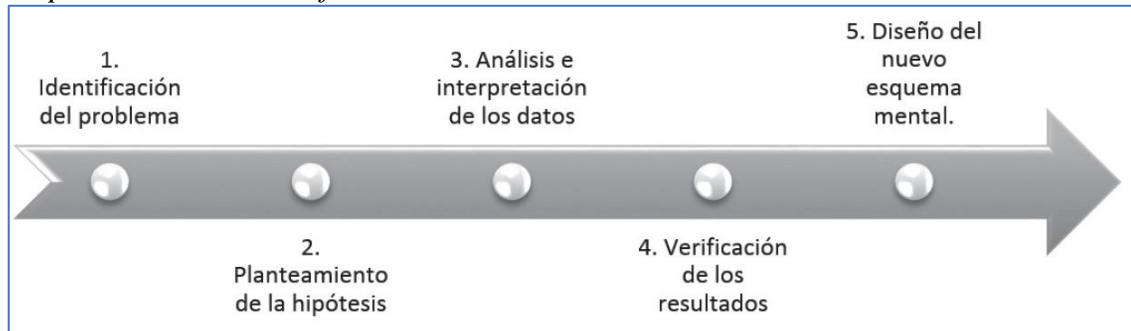 1.
Identificación
del problema
2.
Planteamiento
de la hipótesis
3. Análisis e
interpretación
de los datos
4. Verificación
de los
resultados
5. Diseño del
nuevo
esquema
mental.